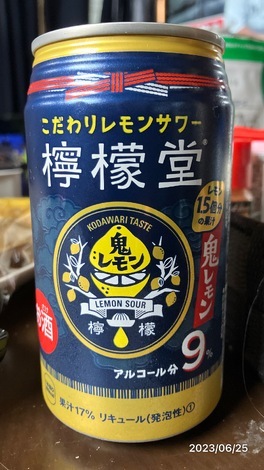 こだわりレモンサワー
檸檬堂
レモン
1.5個分
の果汁
KODAWARI TASTE
鬼
レモン
LEMON SOUR
檸檬
鬼レモン
酒
アルコール分 9%
果汁17% リキュール(発泡性)①
2023/06/25